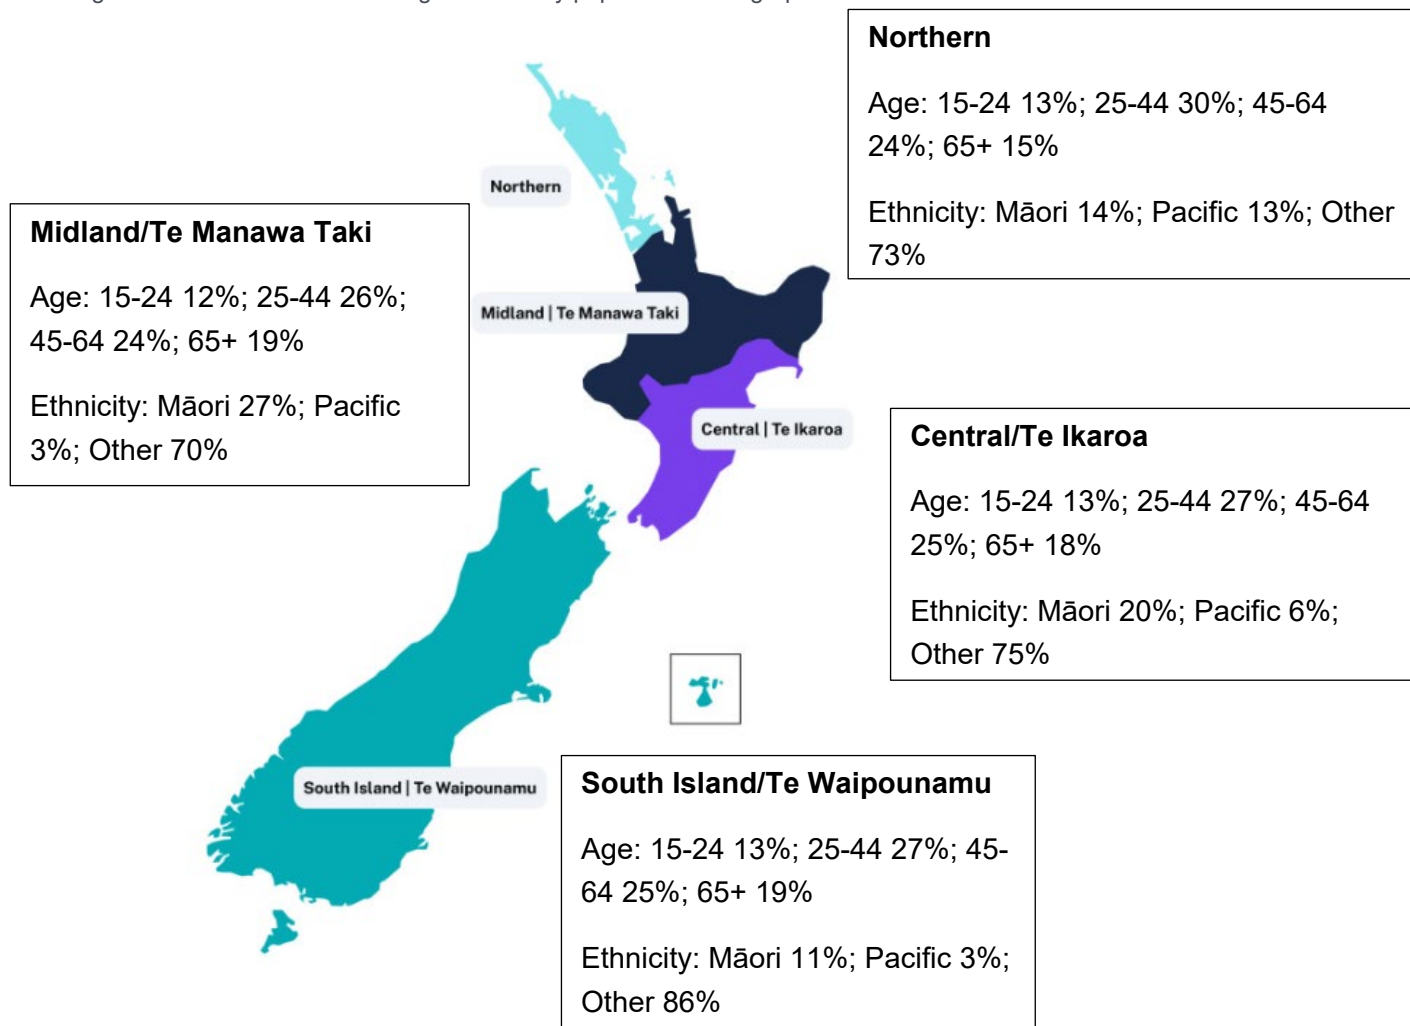 Northern
Age: 15-24 13%; 25-44 30%; 45-64
24%; 65+ 15%
Ethnicity: Māori 14%; Pacific 13%; Other
73%
Northern
Midland/Te Manawa Taki
Age: 15-24 12%; 25-44 26%;
45-64 24%; 65+ 19%
Ethnicity: Māori 27%; Pacific
3%; Other 70%
Midland | Te Manawa Taki
Central | Te Ikaroa
Central/Te Ikaroa
Age: 15-24 13%; 25-44 27%; 45-64
25%; 65+ 18%
Ethnicity: Māori 20%; Pacific 6%;
Other 75%
South Island | Te Waipounamu
South Island/Te Waipounamu
Age: 15-24 13%; 25-44 27%; 45-
64 25%; 65+ 19%
Ethnicity: Māori 11%; Pacific 3%;
Other 86%